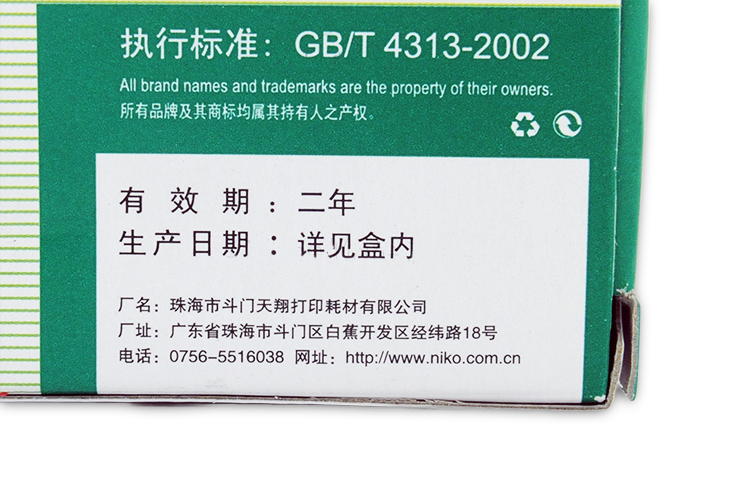 执行标准：GB/T 4313-2002
All brand names and trademarks are the property of their owners.
所有品牌及其商标均属其持有人之产权。
有 效 期 ：二年
生产日期 ：详见盒内
厂名：珠海市斗门天翔打印耗材有限公司
厂址：广东省珠海市斗门区白蕉开发区经纬路18号
电话：0756-5516038 网址：http://www.niko.com.cn